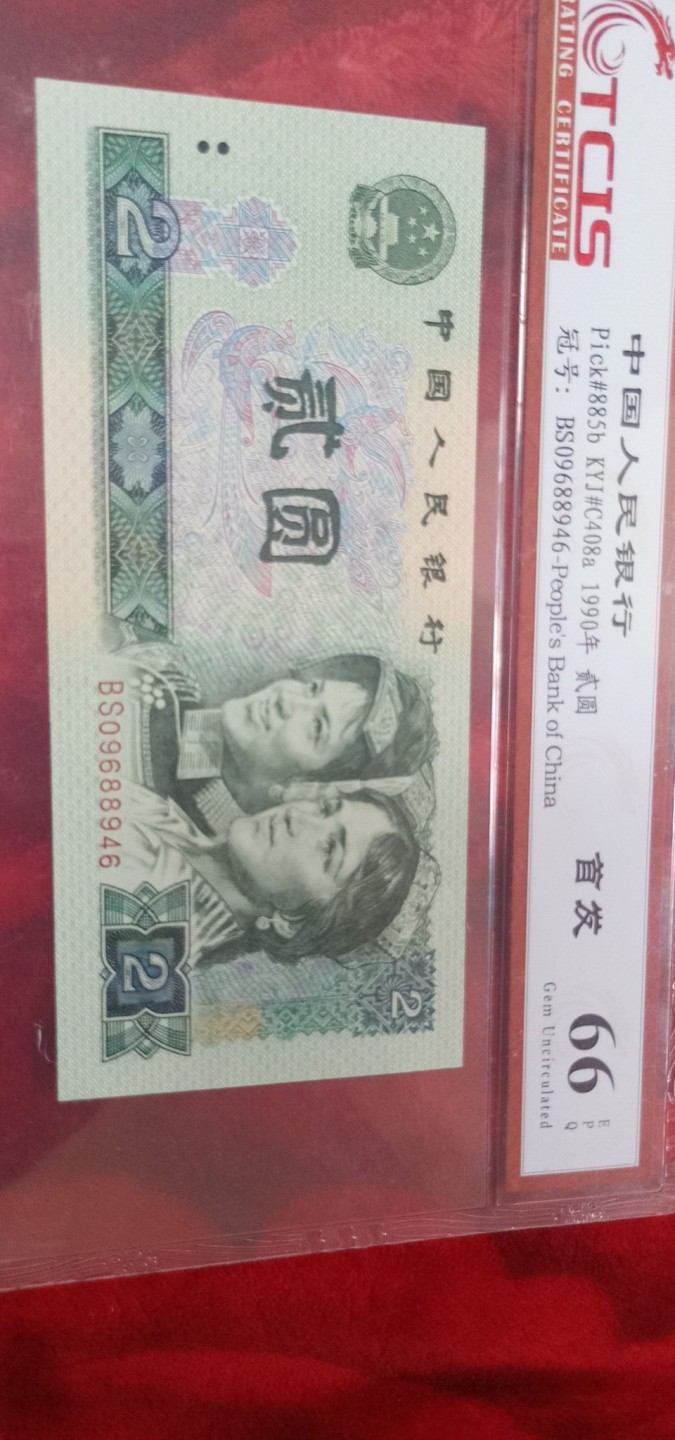 TCIS
RATING CERTIFICATE
中国人民银行
Pick#885b KYJ#C408a 1990年 贰圆
冠号: BS09688946-People's Bank of China
首发
66
EPQ
Gem Uncirculated
中国人民银行
贰圆
2
2
2
BS09688946